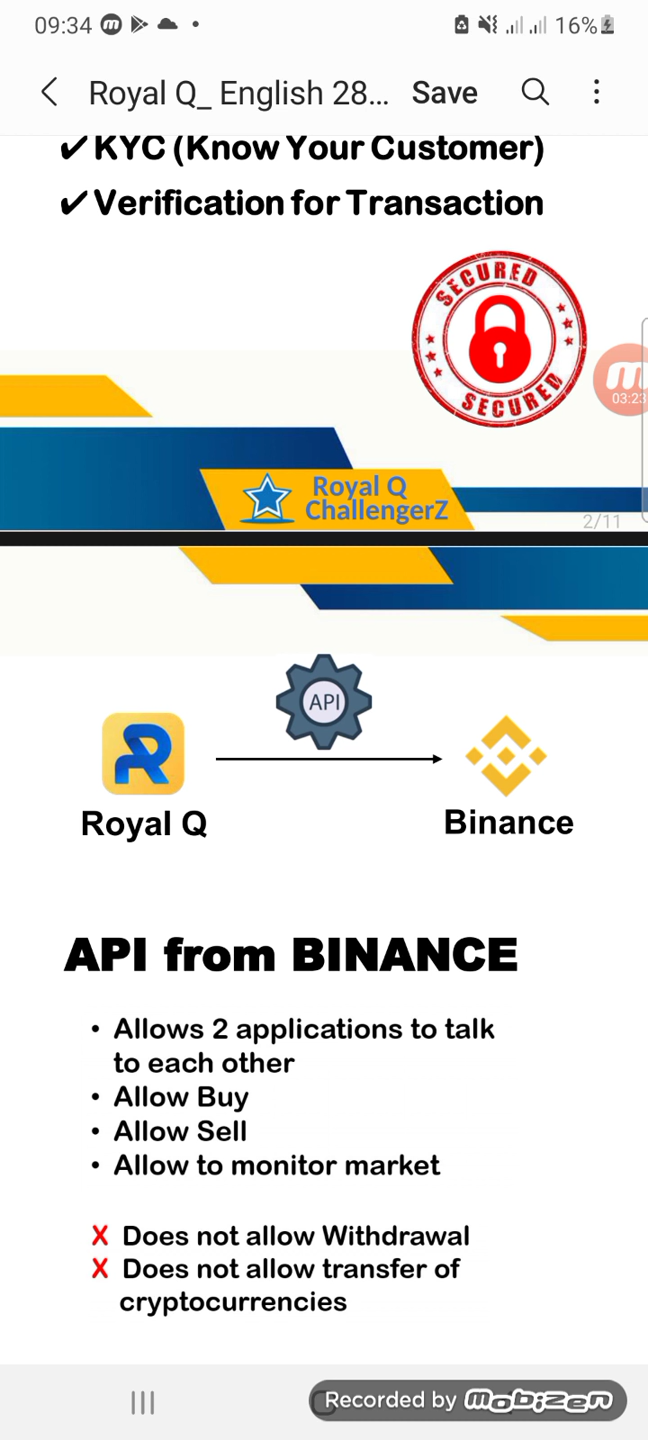 09:34
16%
Royal Q_ English 28... Save
✔ KYC (Know Your Customer)
✔ Verification for Transaction
SECURED
SECURED
03:23
Royal Q
ChallengerZ
2/11
API
Royal Q
Binance
API from BINANCE
• Allows 2 applications to talk
to each other
• Allow Buy
• Allow Sell
• Allow to monitor market
X Does not allow Withdrawal
X Does not allow transfer of
cryptocurrencies
Recorded by mobizen